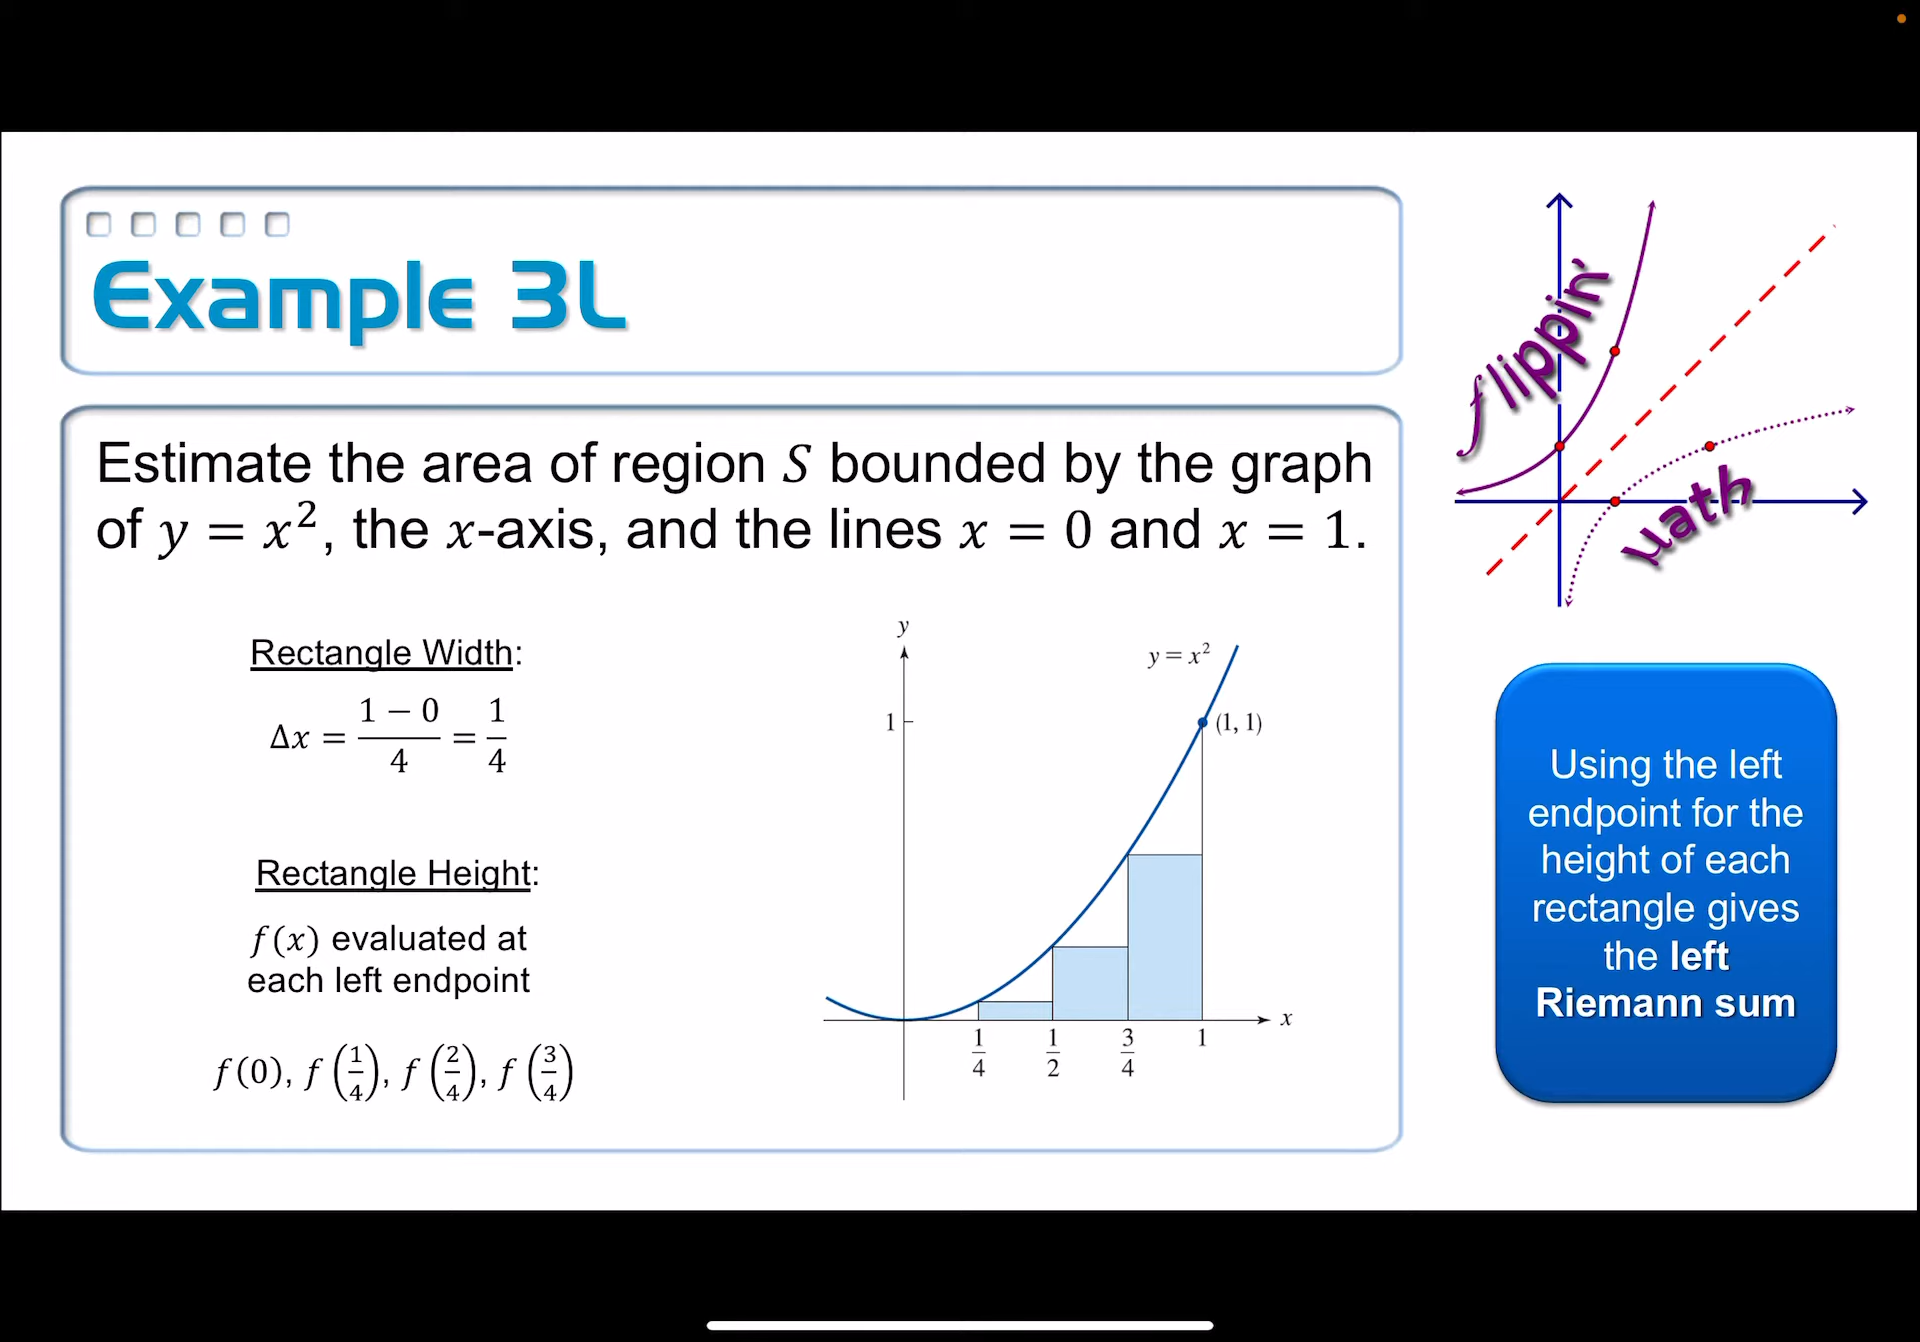 Example 3L
Estimate the area of region S bounded by the graph
of y = x², the x-axis, and the lines x = 0 and x = 1.
Rectangle Width:
Δx = (1 − 0)/4 = 1/4
Rectangle Height:
f(x) evaluated at
each left endpoint
f(0), f(1/4), f(2/4), f(3/4)
y
y = x²
1
(1, 1)
x
1/4 1/2 3/4 1
flippin'
math
Using the left
endpoint for the
height of each
rectangle gives
the left
Riemann sum